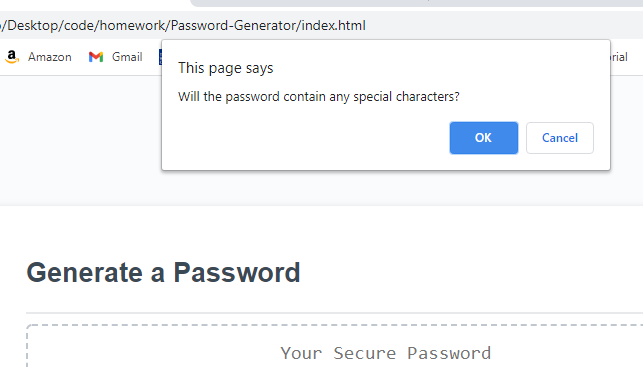 /Desktop/code/homework/Password-Generator/index.html
Amazon
Gmail
This page says
Will the password contain any special characters?
OK
Cancel
Generate a Password
Your Secure Password